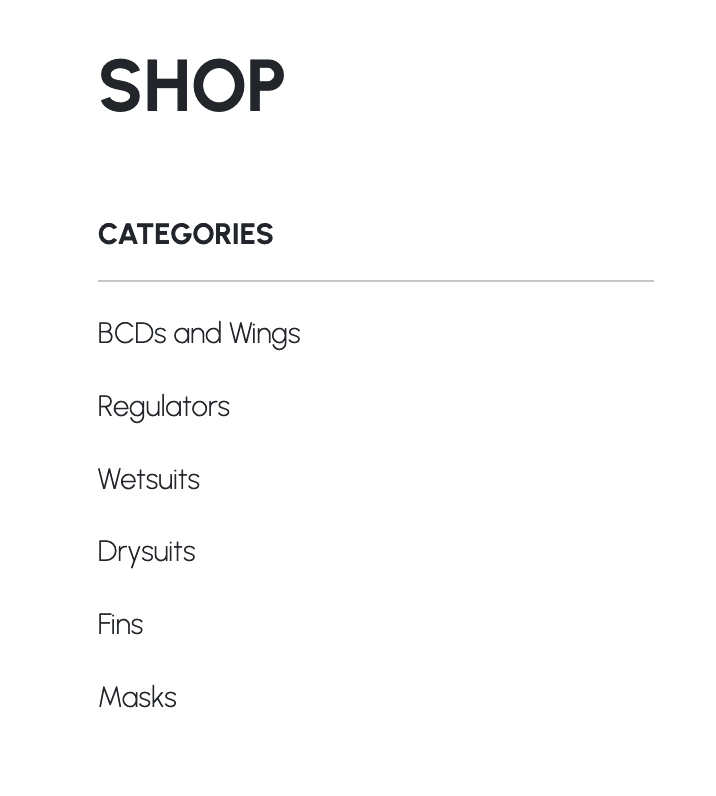 SHOP
CATEGORIES
BCDs and Wings
Regulators
Wetsuits
Drysuits
Fins
Masks